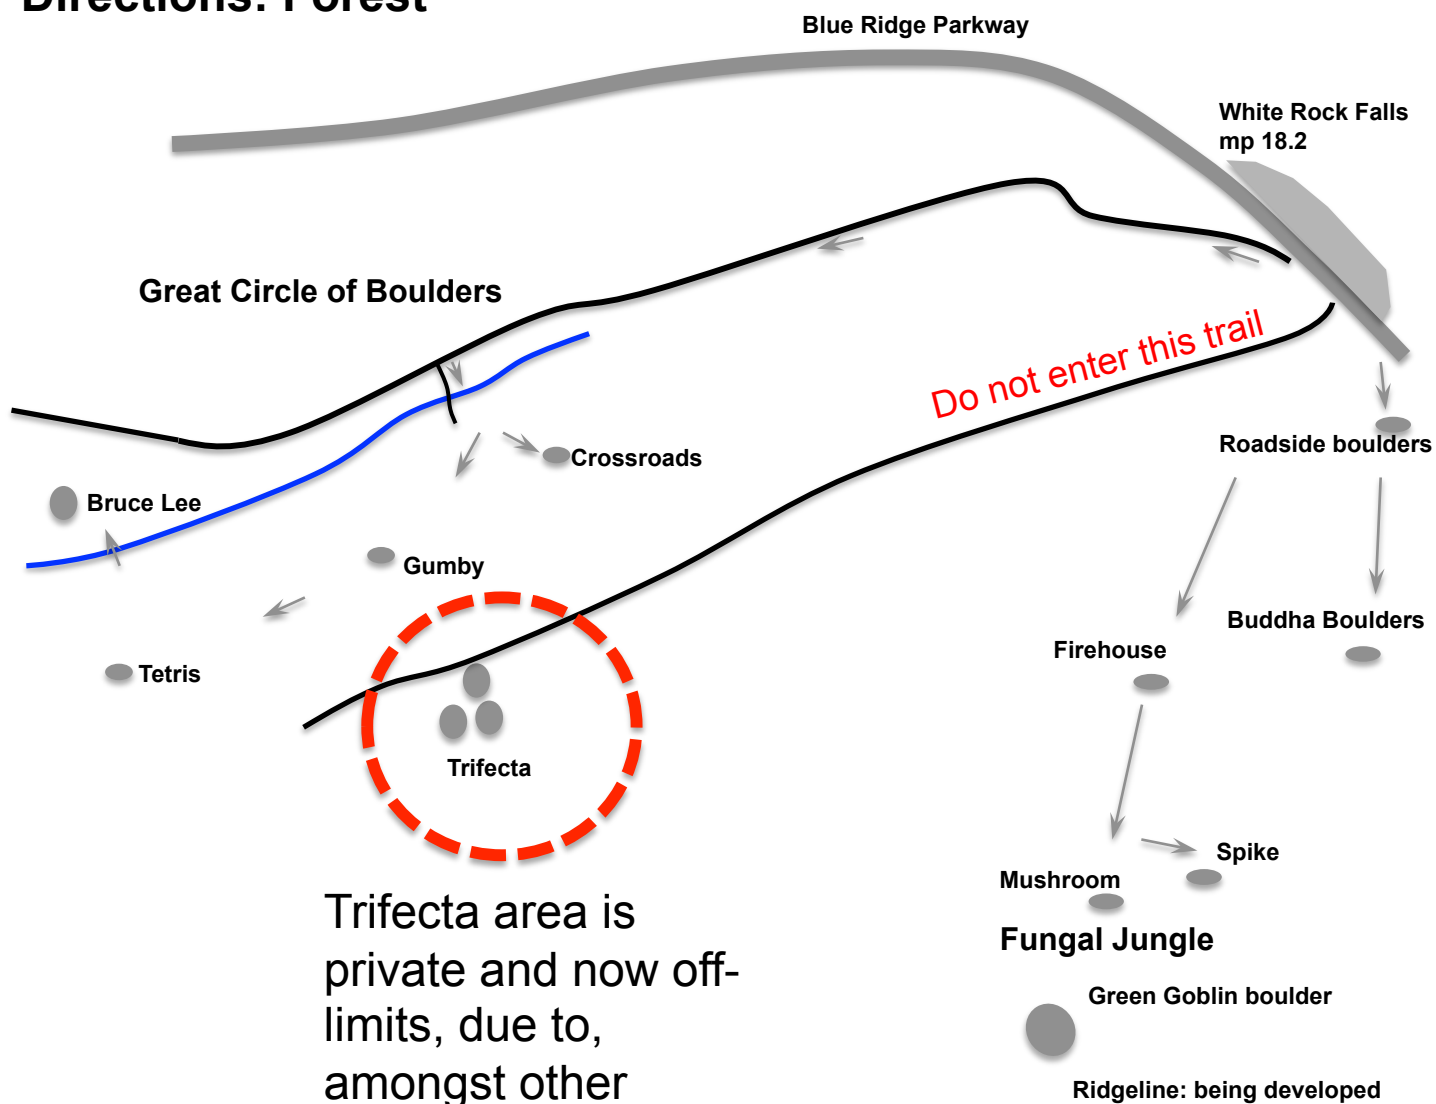 Directions: Forest
Blue Ridge Parkway
White Rock Falls
mp 18.2
Great Circle of Boulders
Do not enter this trail
Roadside boulders
Crossroads
Bruce Lee
Gumby
Buddha Boulders
Firehouse
Tetris
Trifecta
Spike
Mushroom
Fungal Jungle
Trifecta area is
private and now off-
limits, due to,
amongst other
Green Goblin boulder
Ridgeline: being developed